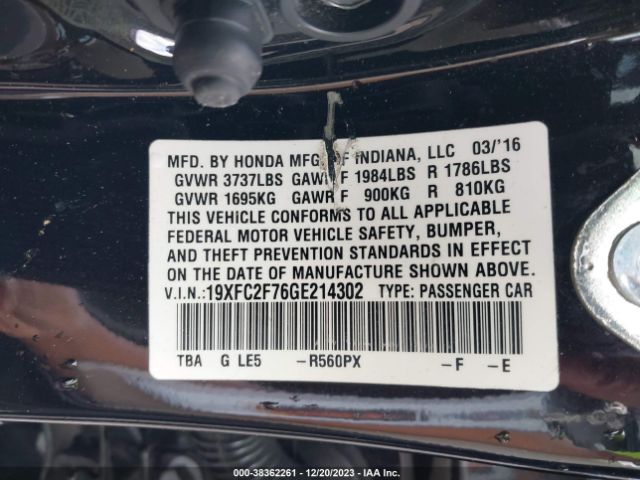 MFD. BY HONDA MFG. OF INDIANA, LLC 03/'16
GVWR 3737LBS GAWR F 1984LBS R 1786LBS
GVWR 1695KG GAWR F 900KG R 810KG
THIS VEHICLE CONFORMS TO ALL APPLICABLE
FEDERAL MOTOR VEHICLE SAFETY, BUMPER,
AND THEFT PREVENTION STANDARDS IN EFFECT
ON THE DATE OF MANUFACTURE SHOWN ABOVE.
V.I.N.:19XFC2F76GE214302 TYPE: PASSENGER CAR
TBA G LE5 –R560PX –F –E
000-38362261 - 12/20/2023 - IAA Inc.